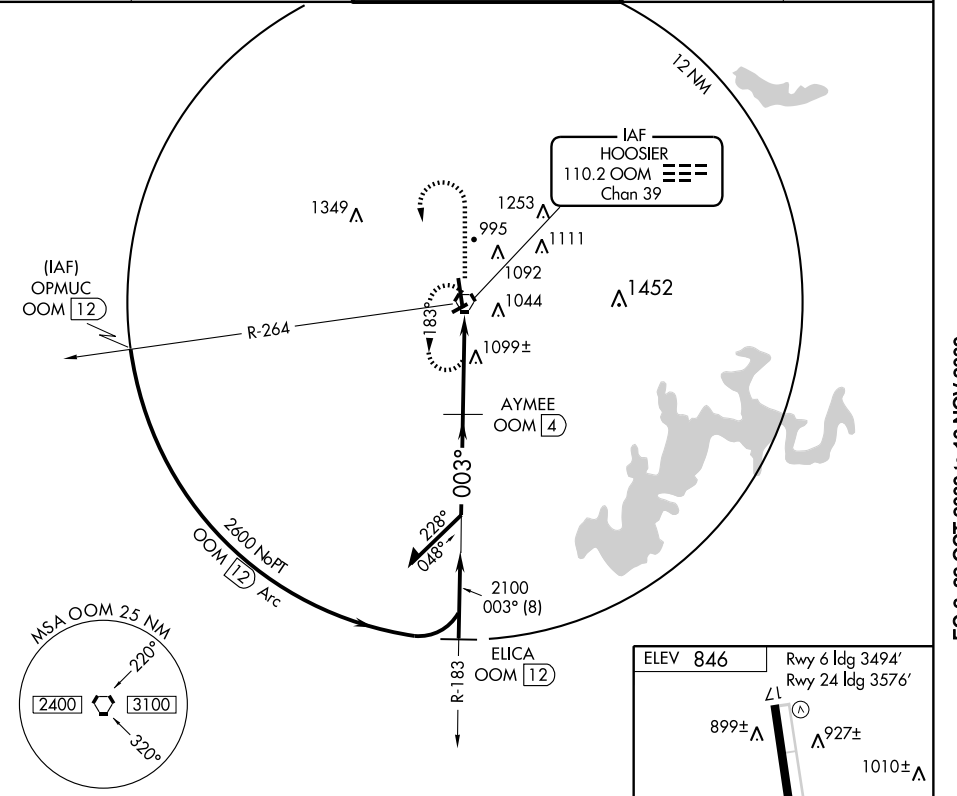 12 NM
IAF
HOOSIER
110.2 OOM
Chan 39
1349
1253
995
1111
1092
1452
1044
(IAF)
OPMUC
OOM 12
R-264
183°
1099±
AYMEE
OOM 4
003°
228°
048°
2600 NoPT
OOM 12 Arc
2100
003° (8)
ELICA
OOM 12
R-183
MSA OOM 25 NM
220°
2400
3100
320°
ELEV 846
Rwy 6 ldg 3494'
Rwy 24 ldg 3576'
17
899±
927±
1010±